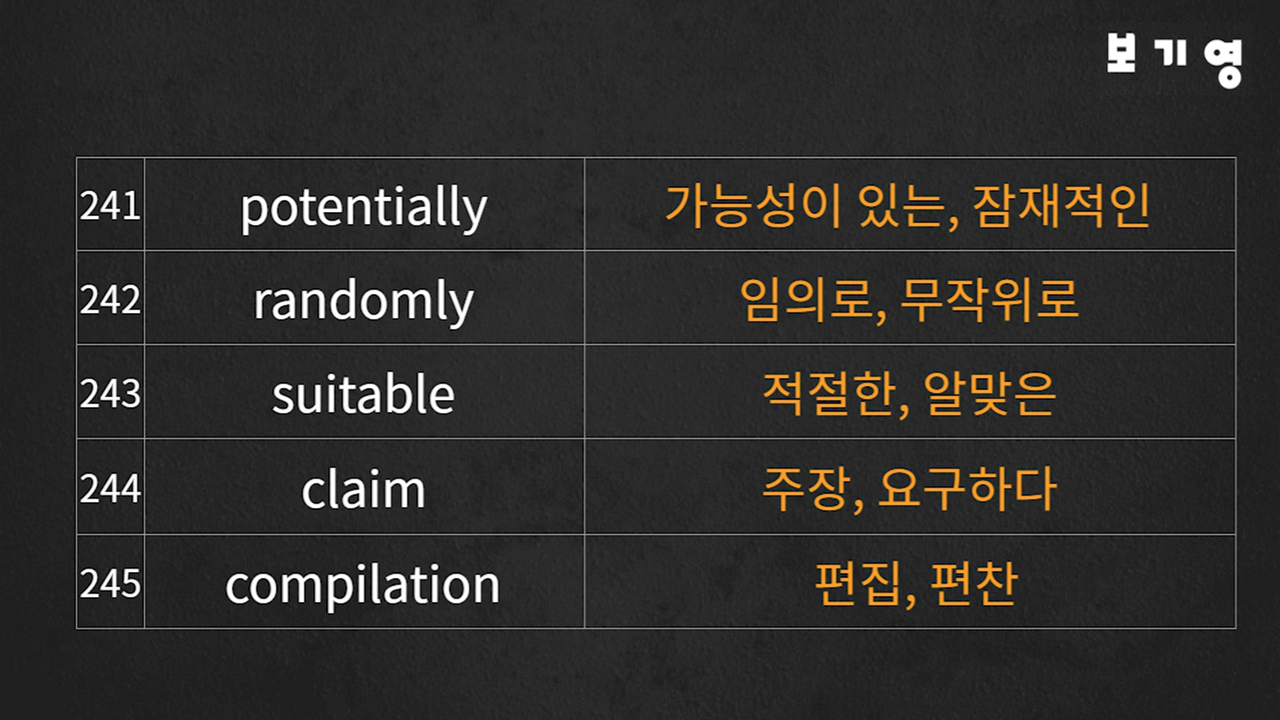 보기영
241 potentially 가능성이 있는, 잠재적인
242 randomly 임의로, 무작위로
243 suitable 적절한, 알맞은
244 claim 주장, 요구하다
245 compilation 편집, 편찬